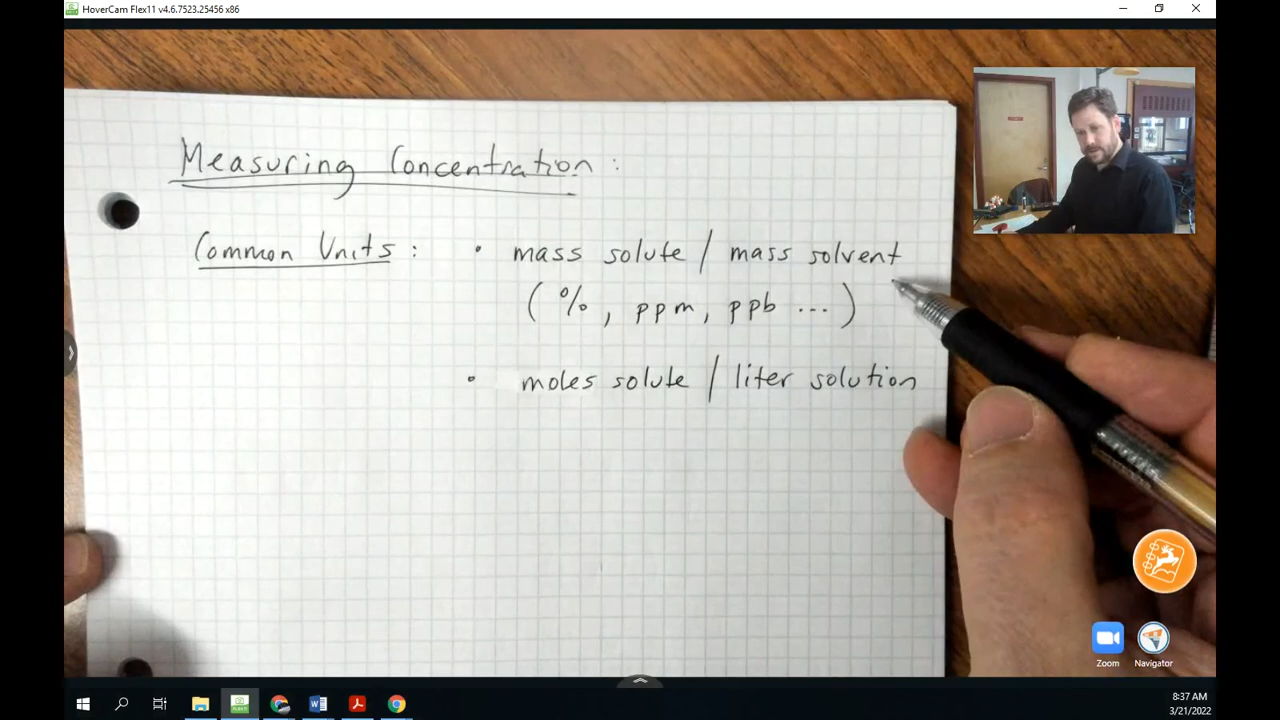 HoverCam Flex11 v4.6.7523.25456 x86
Measuring Concentration :
Common Units : • mass solute / mass solvent
( %, ppm, ppb ... )
• moles solute / liter solution
Zoom Navigator
8:37 AM
3/21/2022